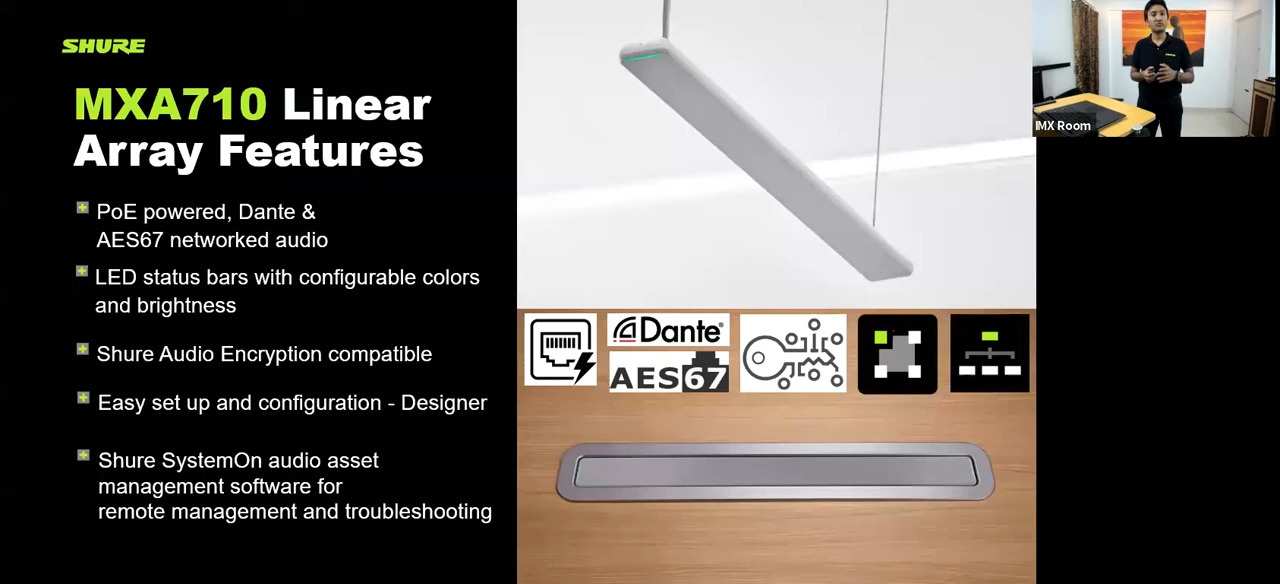 SHURE
MXA710 Linear
Array Features
PoE powered, Dante &
AES67 networked audio
LED status bars with configurable colors
and brightness
Shure Audio Encryption compatible
Easy set up and configuration - Designer
Shure SystemOn audio asset
management software for
remote management and troubleshooting
Dante®
AES67
IMX Room